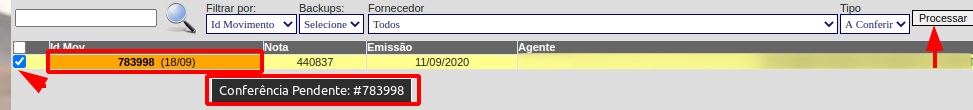 Filtrar por: Backups: Fornecedor Tipo
Id Movimento Selecione Todos A Conferir Processar
Id Mov Nota Emissão Agente
783998 (18/09) 440837 11/09/2020
Conferência Pendente: #783998